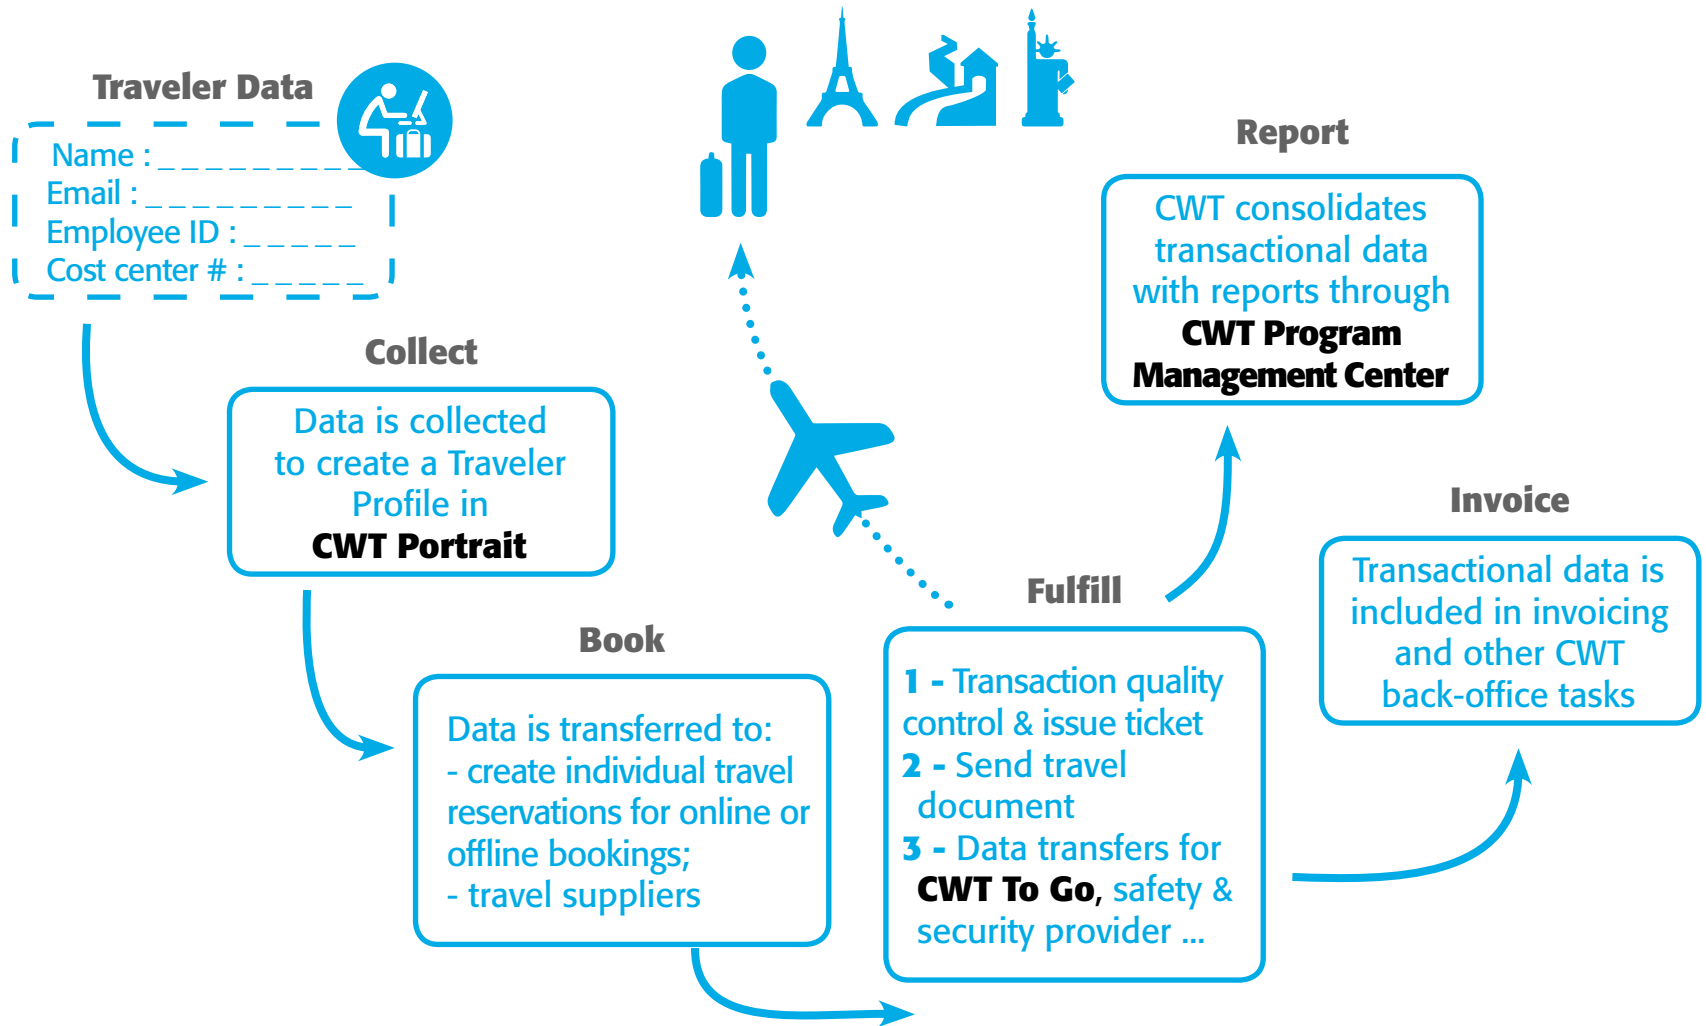 Traveler Data
Name : _ _ _ _ _ _ _ _ _
Email : _ _ _ _ _ _ _ _ _
Employee ID : _ _ _ _ _
Cost center # : _ _ _ _ _
Collect
Data is collected
to create a Traveler
Profile in
CWT Portrait
Book
Data is transferred to:
- create individual travel
reservations for online or
offline bookings;
- travel suppliers
Fulfill
1 - Transaction quality
control & issue ticket
2 - Send travel
document
3 - Data transfers for
CWT To Go, safety &
security provider ...
Report
CWT consolidates
transactional data
with reports through
CWT Program
Management Center
Invoice
Transactional data is
included in invoicing
and other CWT
back-office tasks